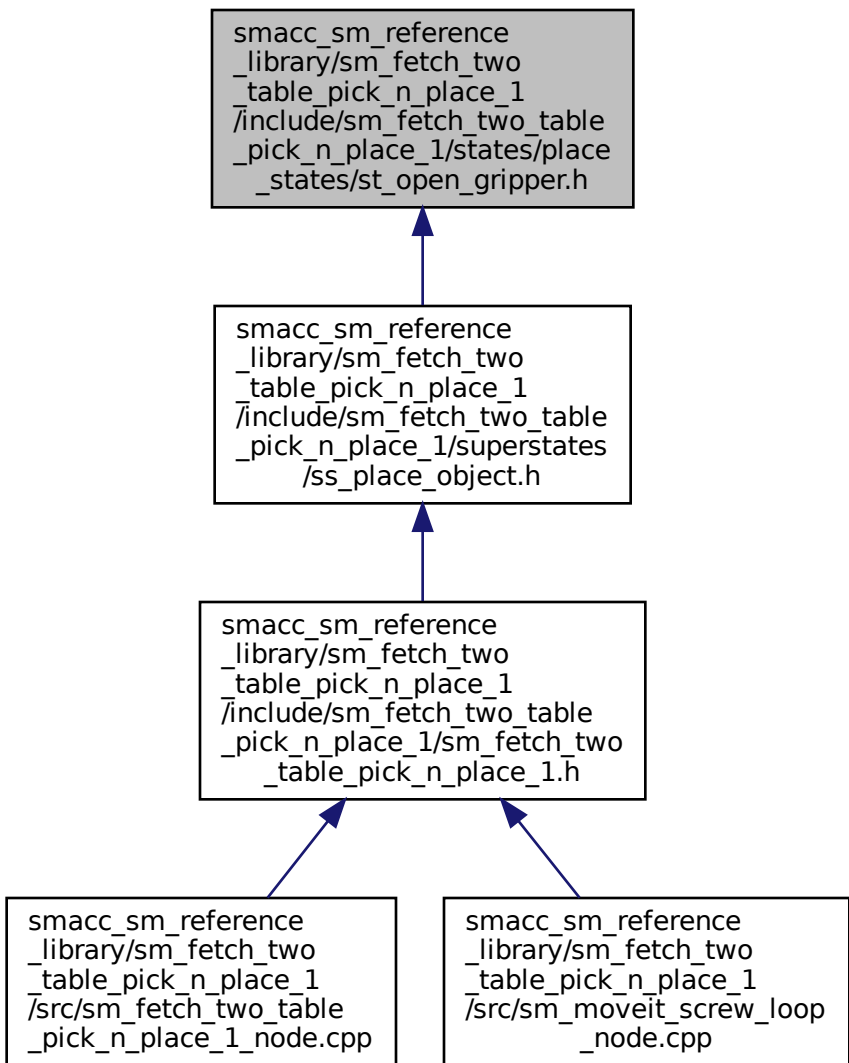 smacc_sm_reference
_library/sm_fetch_two
_table_pick_n_place_1
/include/sm_fetch_two_table
_pick_n_place_1/states/place
_states/st_open_gripper.h
smacc_sm_reference
_library/sm_fetch_two
_table_pick_n_place_1
/include/sm_fetch_two_table
_pick_n_place_1/superstates
/ss_place_object.h
smacc_sm_reference
_library/sm_fetch_two
_table_pick_n_place_1
/include/sm_fetch_two_table
_pick_n_place_1/sm_fetch_two
_table_pick_n_place_1.h
smacc_sm_reference
_library/sm_fetch_two
_table_pick_n_place_1
/src/sm_fetch_two_table
_pick_n_place_1_node.cpp
smacc_sm_reference
_library/sm_fetch_two
_table_pick_n_place_1
/src/sm_moveit_screw_loop
_node.cpp